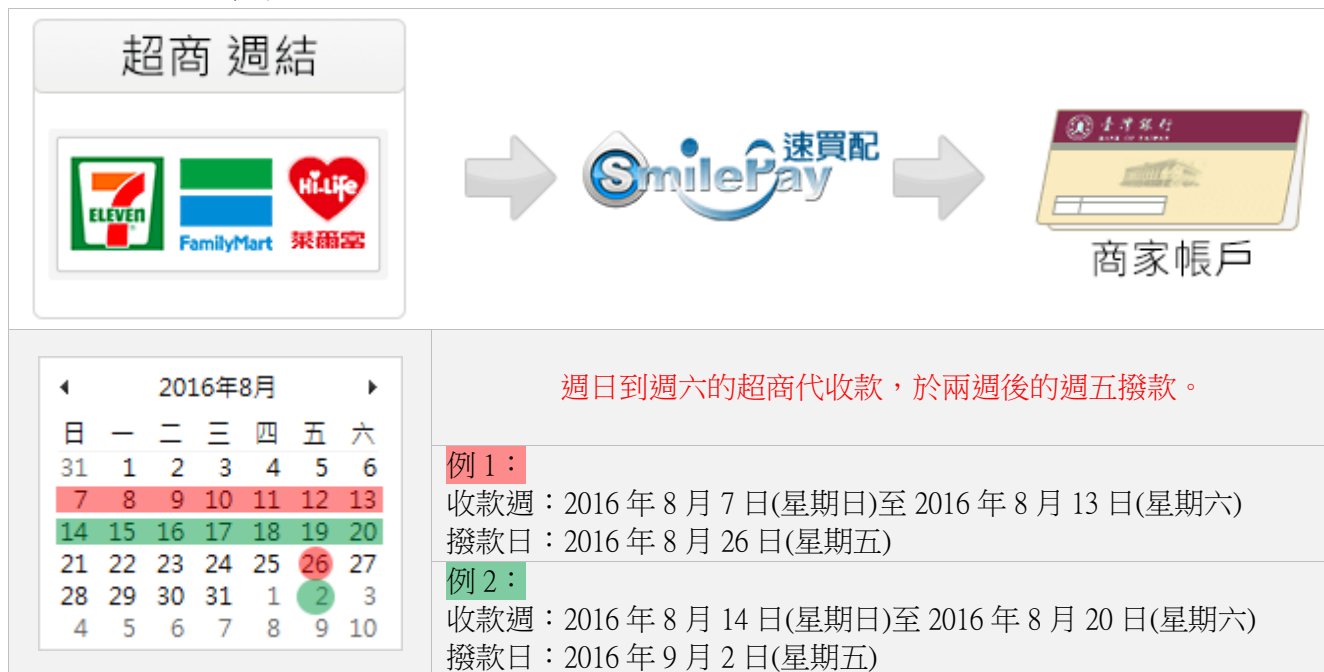 超商 週結
7
ELEVEN
FamilyMart
Hi-Life
萊爾富
SmilePay
速買配
臺灣銀行
BANK OF TAIWAN
商家帳戶
2016年8月
日 一 二 三 四 五 六
31 1 2 3 4 5 6
7 8 9 10 11 12 13
14 15 16 17 18 19 20
21 22 23 24 25 26 27
28 29 30 31 1 2 3
4 5 6 7 8 9 10
週日到週六的超商代收款，於兩週後的週五撥款。
例 1：
收款週：2016 年 8 月 7 日(星期日)至 2016 年 8 月 13 日(星期六)
撥款日：2016 年 8 月 26 日(星期五)
例 2：
收款週：2016 年 8 月 14 日(星期日)至 2016 年 8 月 20 日(星期六)
撥款日：2016 年 9 月 2 日(星期五)